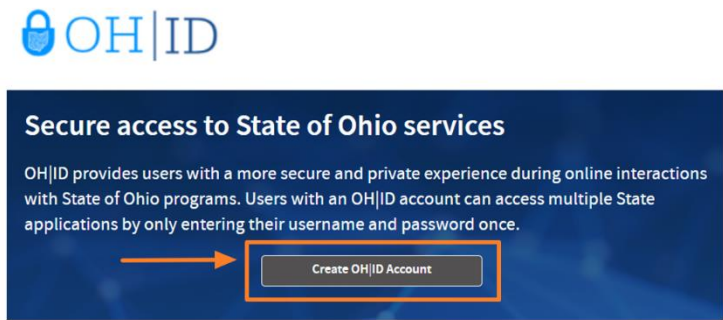 OH|ID
Secure access to State of Ohio services
OH|ID provides users with a more secure and private experience during online interactions
with State of Ohio programs. Users with an OH|ID account can access multiple State
applications by only entering their username and password once.
Create OH|ID Account